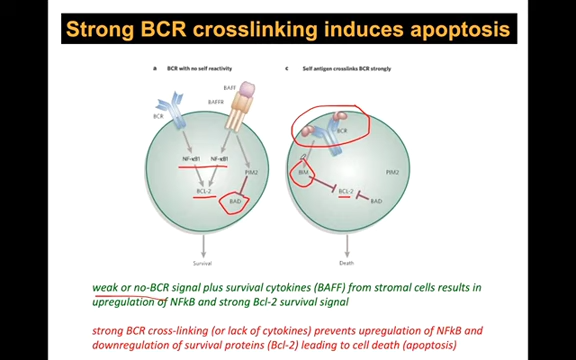 Strong BCR crosslinking induces apoptosis
a BCR with no self reactivity
c Self antigen crosslinks BCR strongly
BAFF
BAFFR
BCR
BCR
NF-κB1 NF-κB1
PIM2
BIM
PIM2
BCL-2
BAD
BCL-2
BAD
Survival
Death
weak or no-BCR signal plus survival cytokines (BAFF) from stromal cells results in
upregulation of NFkB and strong Bcl-2 survival signal
strong BCR cross-linking (or lack of cytokines) prevents upregulation of NFkB and
downregulation of survival proteins (Bcl-2) leading to cell death (apoptosis)